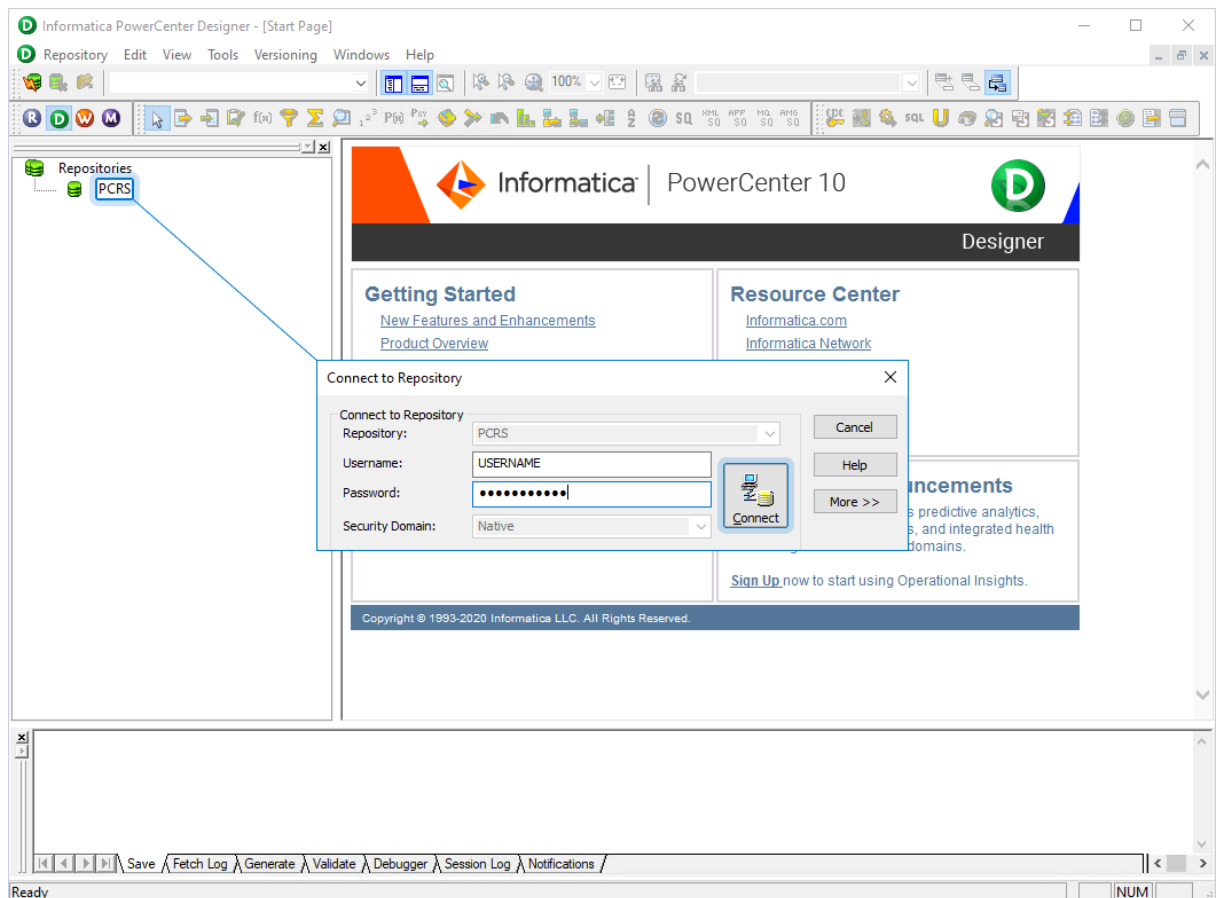 Informatica PowerCenter Designer - [Start Page]
Repository Edit View Tools Versioning Windows Help
100%
Repositories
PCRS
Informatica PowerCenter 10
Designer
Getting Started
New Features and Enhancements
Product Overview
Resource Center
Informatica.com
Informatica Network
Connect to Repository
Connect to Repository
Repository: PCRS
Username: USERNAME
Password:
Security Domain: Native
Connect
Cancel
Help
More >>
predictive analytics,
, and integrated health
domains.
Sign Up now to start using Operational Insights.
Copyright © 1993-2020 Informatica LLC. All Rights Reserved.
Save Fetch Log Generate Validate Debugger Session Log Notifications
Ready
NUM